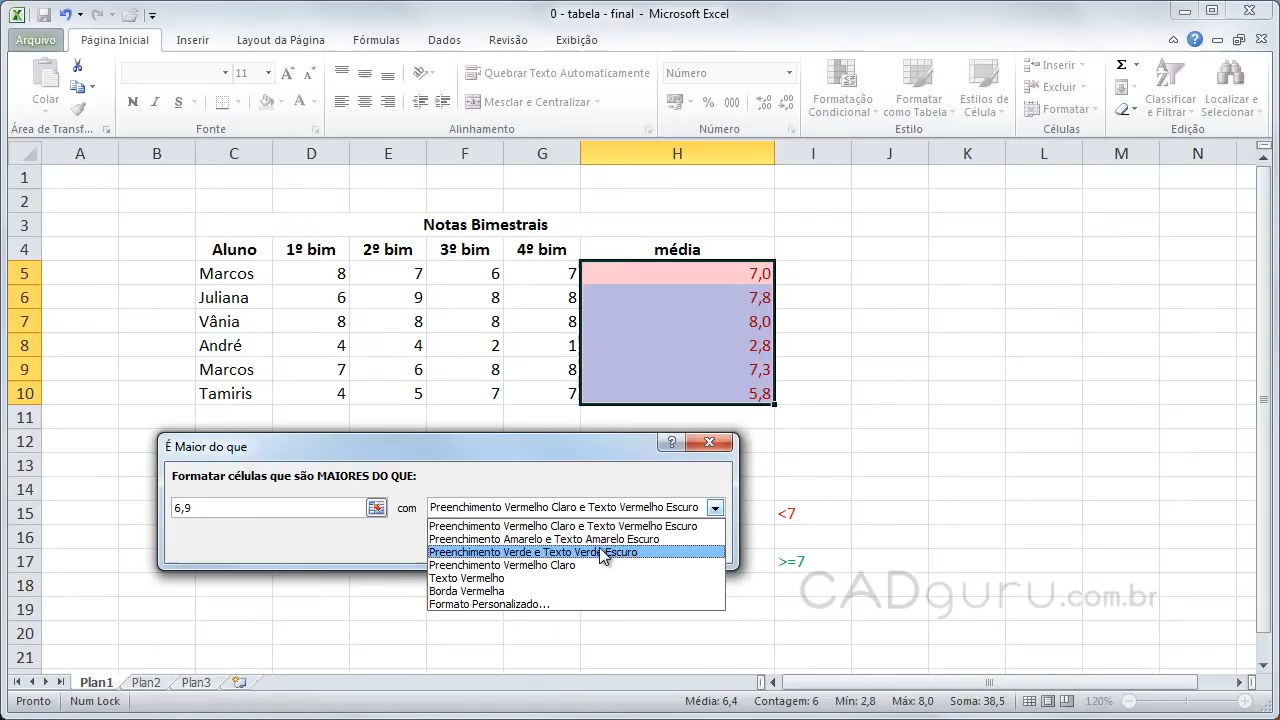 0 - tabela - final - Microsoft Excel
Arquivo Página Inicial Inserir Layout da Página Fórmulas Dados Revisão Exibição
Colar
11
Quebrar Texto Automaticamente
Mesclar e Centralizar
Número
% 000
Formatação Condicional
Formatar como Tabela
Estilos de Célula
Inserir
Excluir
Formatar
Classificar e Filtrar
Localizar e Selecionar
Área de Transf... Fonte Alinhamento Número Estilo Células Edição
A B C D E F G H I J K L M N
1
2
3 Notas Bimestrais
4 Aluno 1º bim 2º bim 3º bim 4º bim média
5 Marcos 8 7 6 7 7,0
6 Juliana 6 9 8 8 7,8
7 Vânia 8 8 8 8 8,0
8 André 4 4 2 1 2,8
9 Marcos 7 6 8 8 7,3
10 Tamiris 4 5 7 7 5,8
11
12
13
14
15 <7
16
17 >=7
18
19
20
21
É Maior do que
Formatar células que são MAIORES DO QUE:
6,9 com Preenchimento Vermelho Claro e Texto Vermelho Escuro
Preenchimento Vermelho Claro e Texto Vermelho Escuro
Preenchimento Amarelo e Texto Amarelo Escuro
Preenchimento Verde e Texto Verde Escuro
Preenchimento Vermelho Claro
Texto Vermelho
Borda Vermelha
Formato Personalizado...
CADguru.com.br
Plan1 Plan2 Plan3
Pronto Num Lock Média: 6,4 Contagem: 6 Mín: 2,8 Máx: 8,0 Soma: 38,5 120%